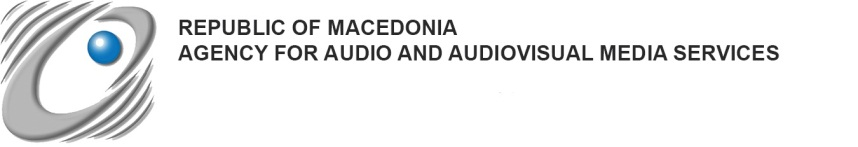 REPUBLIC OF MACEDONIA
AGENCY FOR AUDIO AND AUDIOVISUAL MEDIA SERVICES